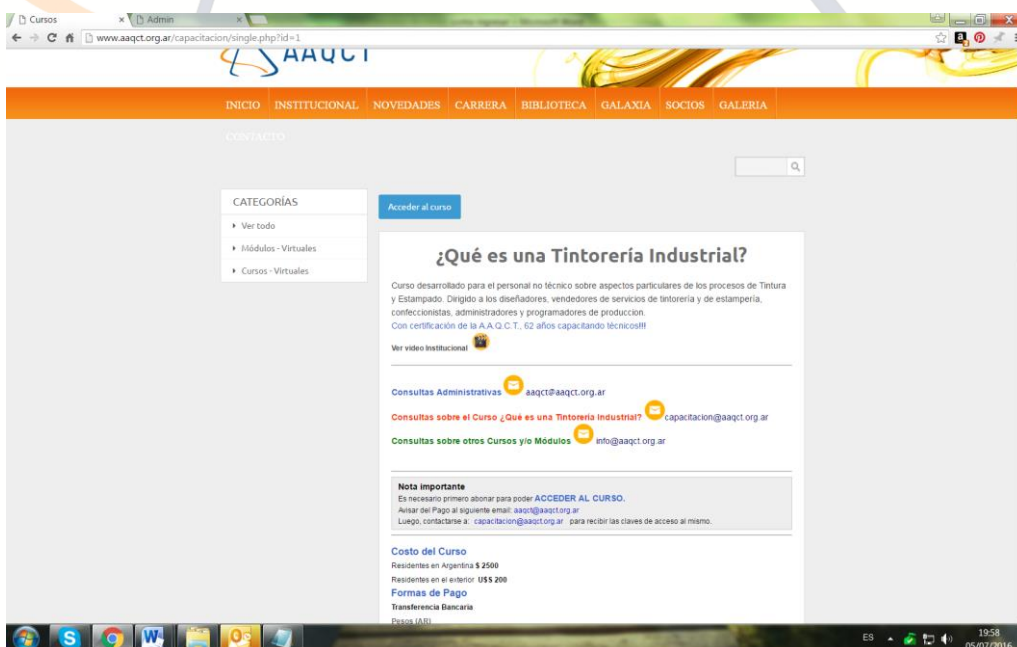 Cursos
Admin
www.aaqct.org.ar/capacitacion/single.php?id=1
AAQCT
INICIO INSTITUCIONAL NOVEDADES CARRERA BIBLIOTECA GALAXIA SOCIOS GALERIA
CONTACTO
CATEGORÍAS
Ver todo
Módulos - Virtuales
Cursos - Virtuales
Acceder al curso
¿Qué es una Tintorería Industrial?
Curso desarrollado para el personal no técnico sobre aspectos particulares de los procesos de Tintura
y Estampado. Dirigido a los diseñadores, vendedores de servicios de tintorería y de estampería,
confeccionistas, administradores y programadores de produccion.
Con certificación de la A.A.Q.C.T., 62 años capacitando técnicos!!!
Ver video Institucional
Consultas Administrativas aaqct@aaqct.org.ar
Consultas sobre el Curso ¿Qué es una Tintorería Industrial? capacitacion@aaqct.org.ar
Consultas sobre otros Cursos y/o Módulos info@aaqct.org.ar
Nota importante
Es necesario primero abonar para poder ACCEDER AL CURSO.
Avisar del Pago al siguiente email: aaqct@aaqct.org.ar
Luego, contactarse a: capacitacion@aaqct.org.ar para recibir las claves de acceso al mismo.
Costo del Curso
Residentes en Argentina $ 2500
Residentes en el exterior U$S 200
Formas de Pago
Transferencia Bancaria
Pesos (AR)
ES
19:58
05/07/2016